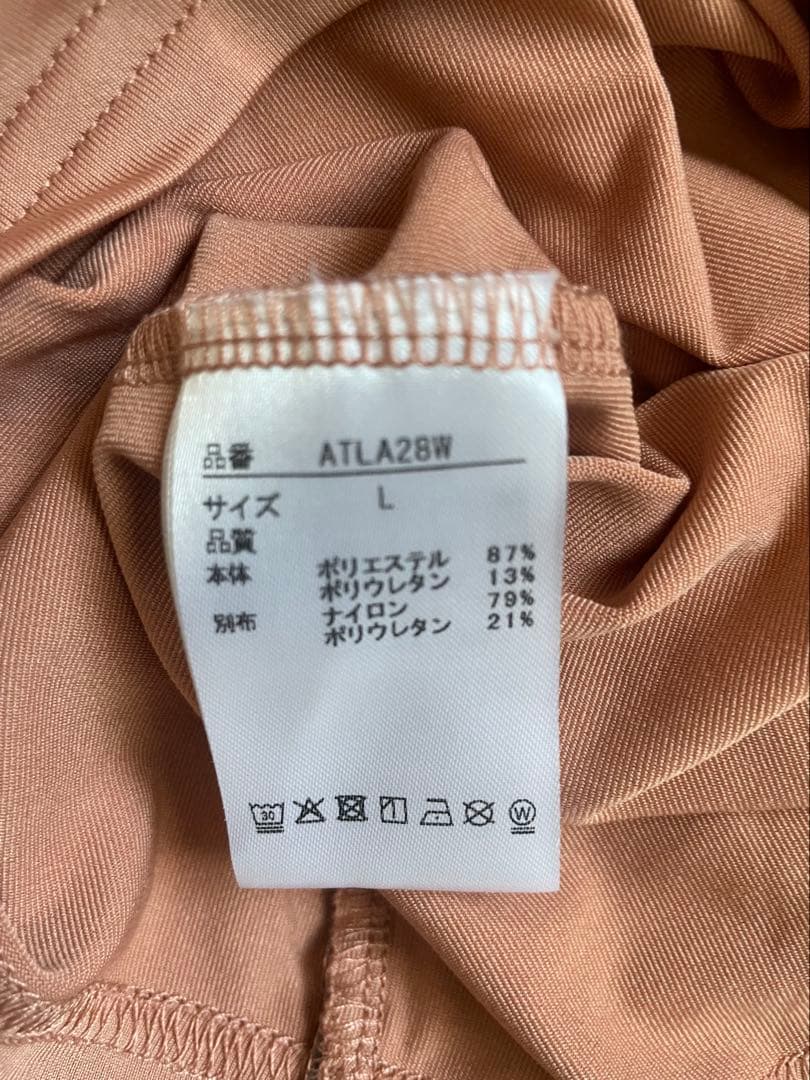 品番 ATLA28W
サイズ L
品質
本体 ポリエステル 87%
ポリウレタン 13%
別布 ナイロン 79%
ポリウレタン 21%
30 W